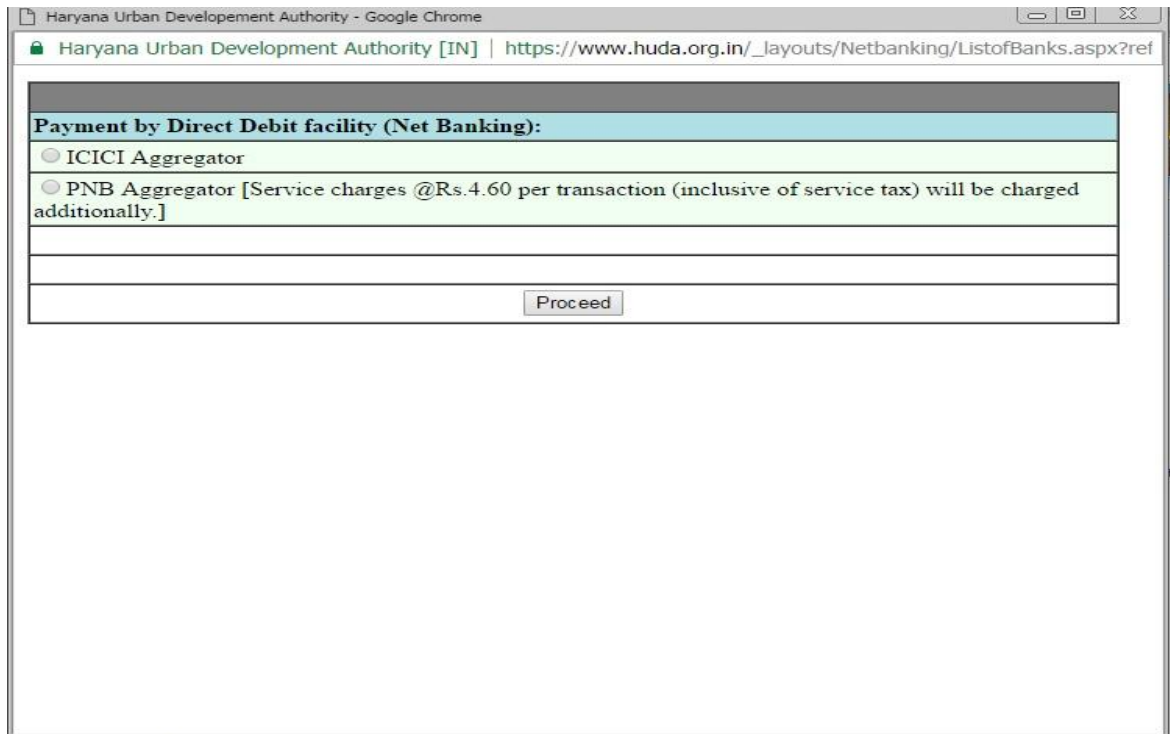 Haryana Urban Developement Authority - Google Chrome
Haryana Urban Development Authority [IN] | https://www.huda.org.in/_layouts/Netbanking/ListofBanks.aspx?ref
Payment by Direct Debit facility (Net Banking):
ICICI Aggregator
PNB Aggregator [Service charges @Rs.4.60 per transaction (inclusive of service tax) will be charged
additionally.]
Proceed